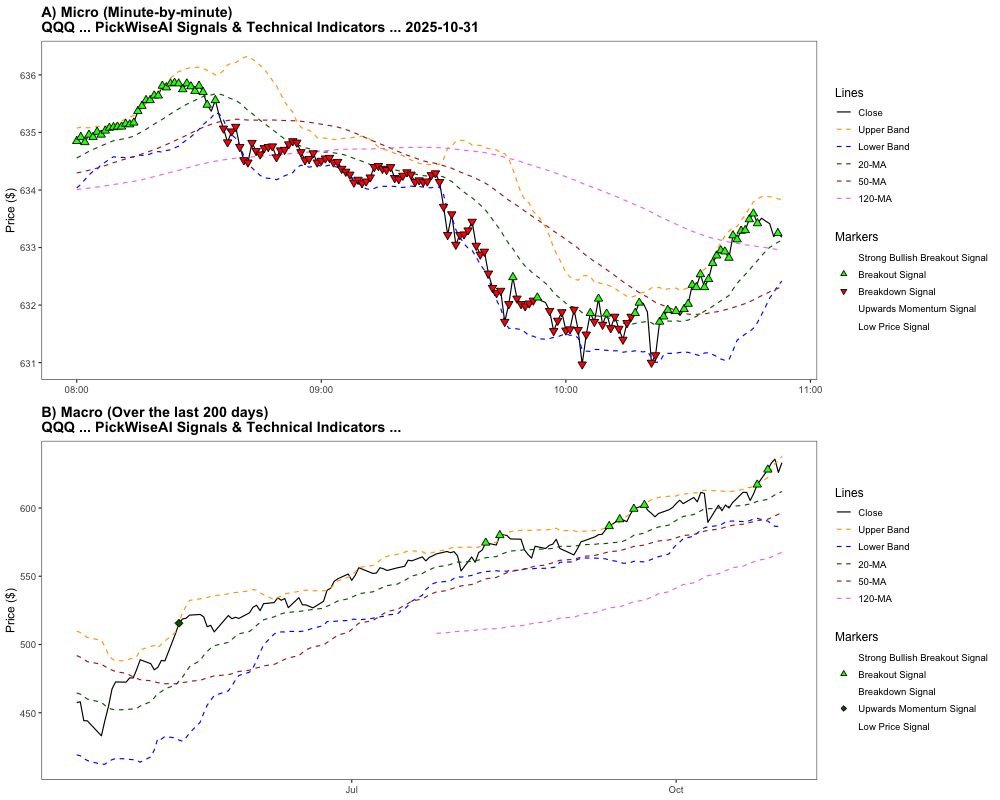 A) Micro (Minute-by-minute)
QQQ ... PickWiseAI Signals & Technical Indicators ... 2025-10-31
Price ($)
636
635
634
633
632
631
08:00
09:00
10:00
11:00
Lines
Close
Upper Band
Lower Band
20-MA
50-MA
120-MA
Markers
Strong Bullish Breakout Signal
Breakout Signal
Breakdown Signal
Upwards Momentum Signal
Low Price Signal
B) Macro (Over the last 200 days)
QQQ ... PickWiseAI Signals & Technical Indicators ...
Price ($)
600
550
500
450
Jul
Oct
Lines
Close
Upper Band
Lower Band
20-MA
50-MA
120-MA
Markers
Strong Bullish Breakout Signal
Breakout Signal
Breakdown Signal
Upwards Momentum Signal
Low Price Signal